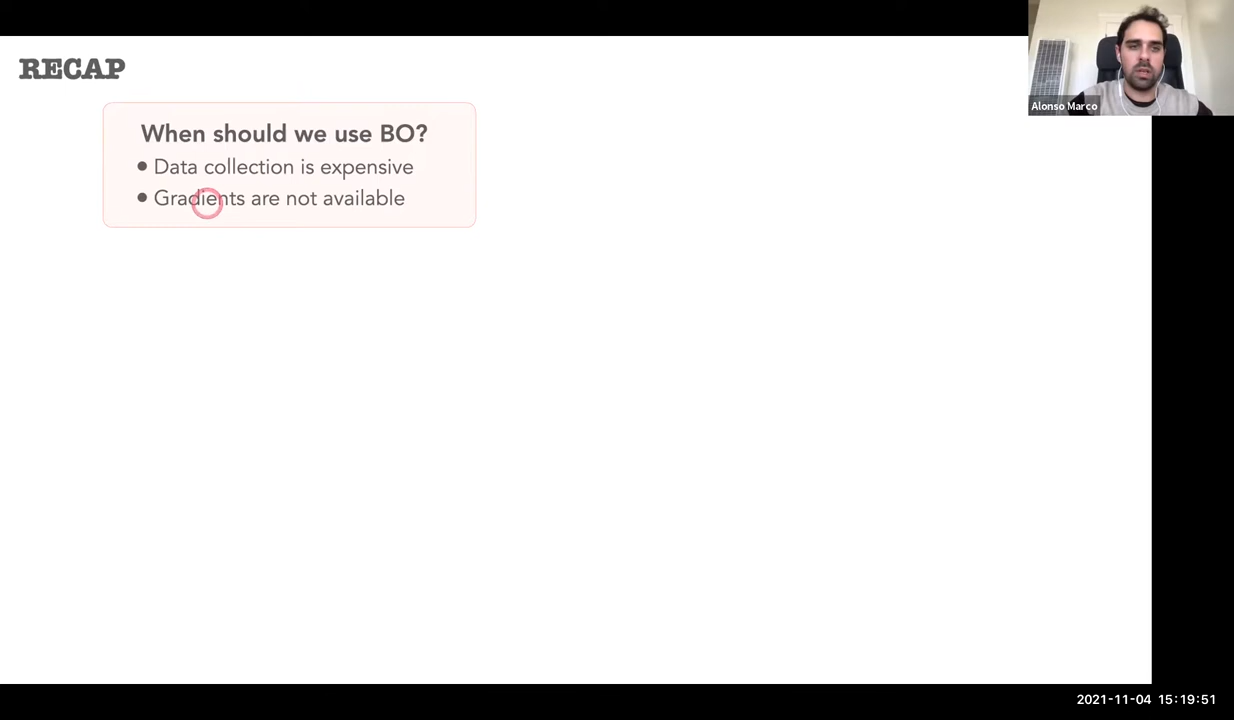 RECAP
When should we use BO?
• Data collection is expensive
• Gradients are not available
Alonso Marco
2021-11-04 15:19:51